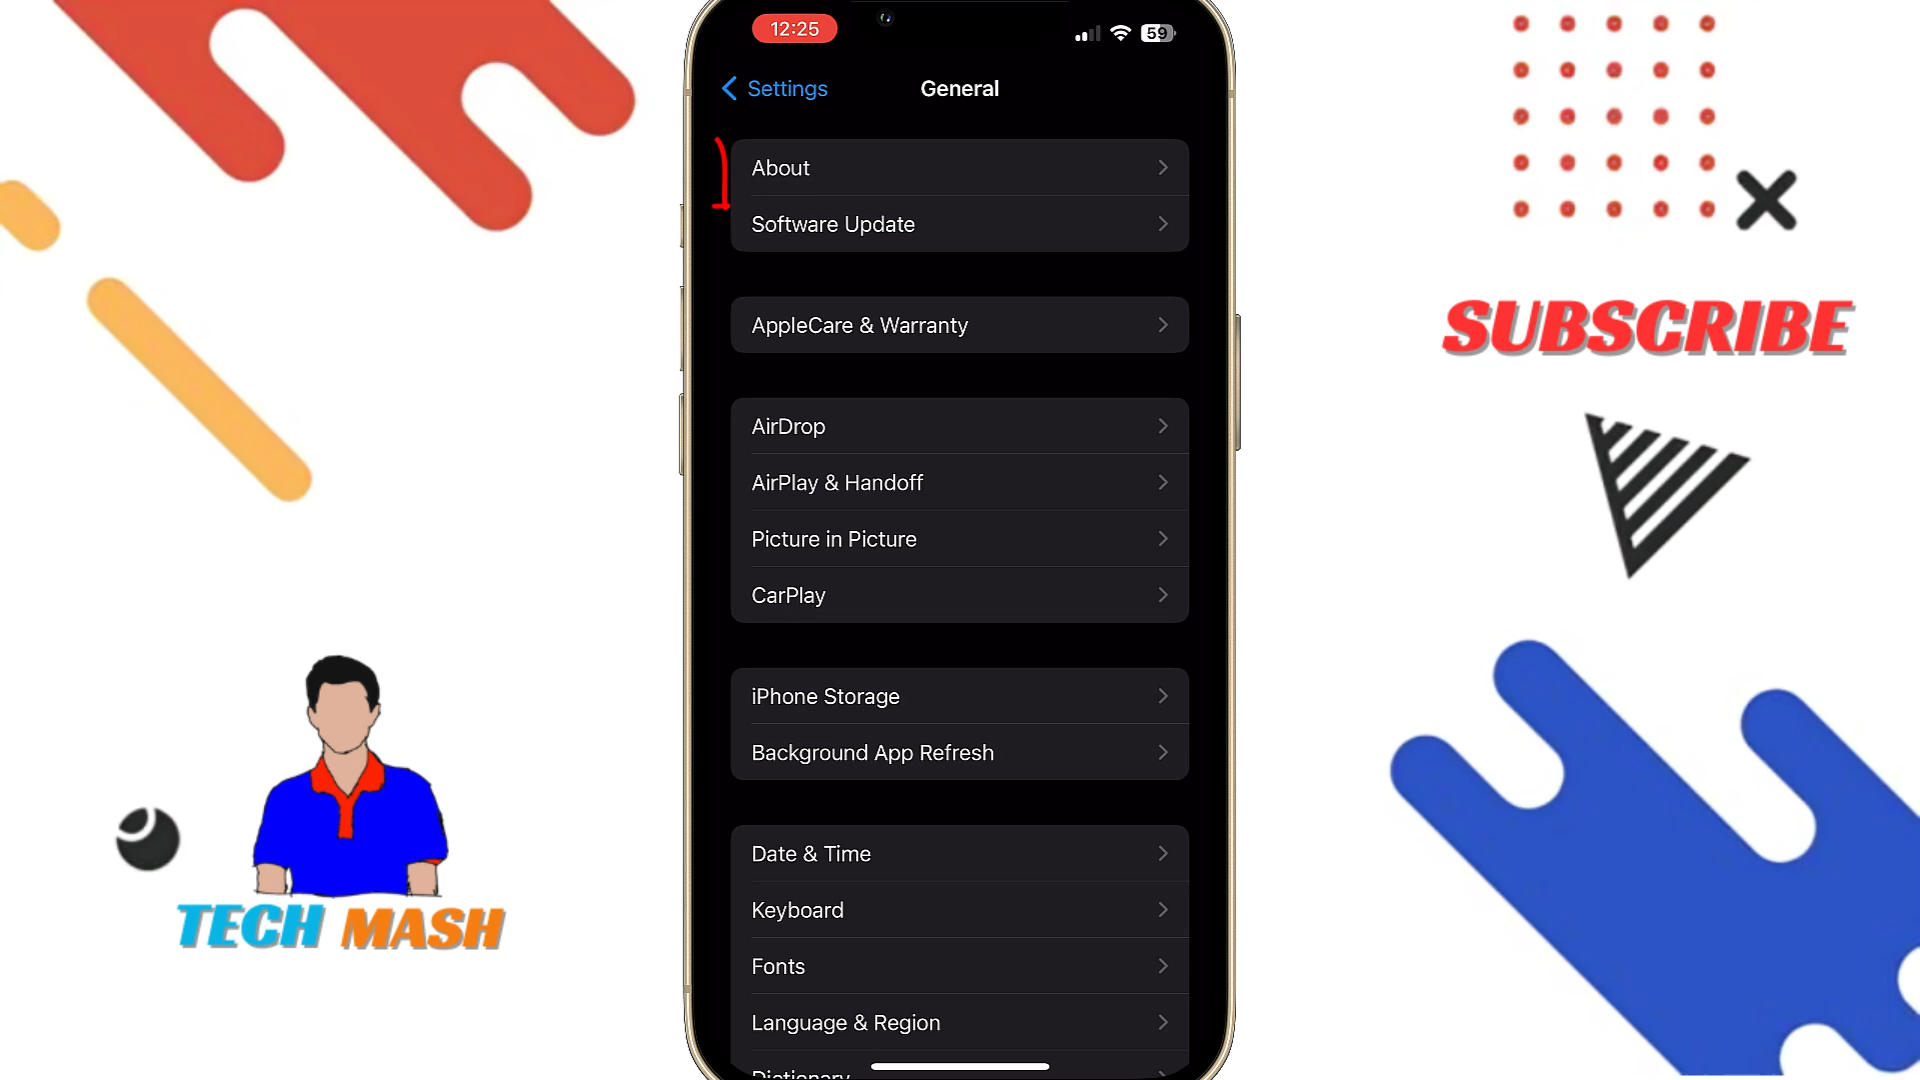 12:25
59
Settings
General
About
Software Update
AppleCare & Warranty
AirDrop
AirPlay & Handoff
Picture in Picture
CarPlay
iPhone Storage
Background App Refresh
Date & Time
Keyboard
Fonts
Language & Region
Dictionary
SUBSCRIBE
TECH MASH